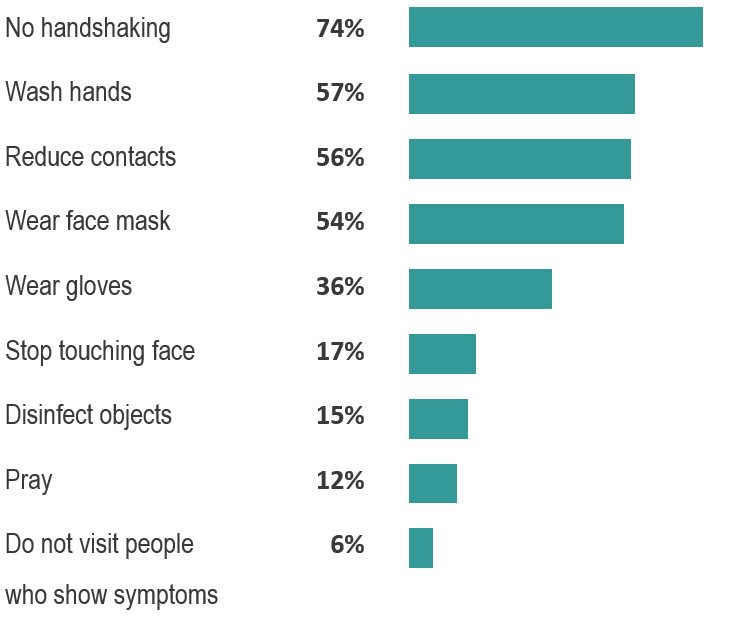 No handshaking 74%
Wash hands 57%
Reduce contacts 56%
Wear face mask 54%
Wear gloves 36%
Stop touching face 17%
Disinfect objects 15%
Pray 12%
Do not visit people 6%
who show symptoms